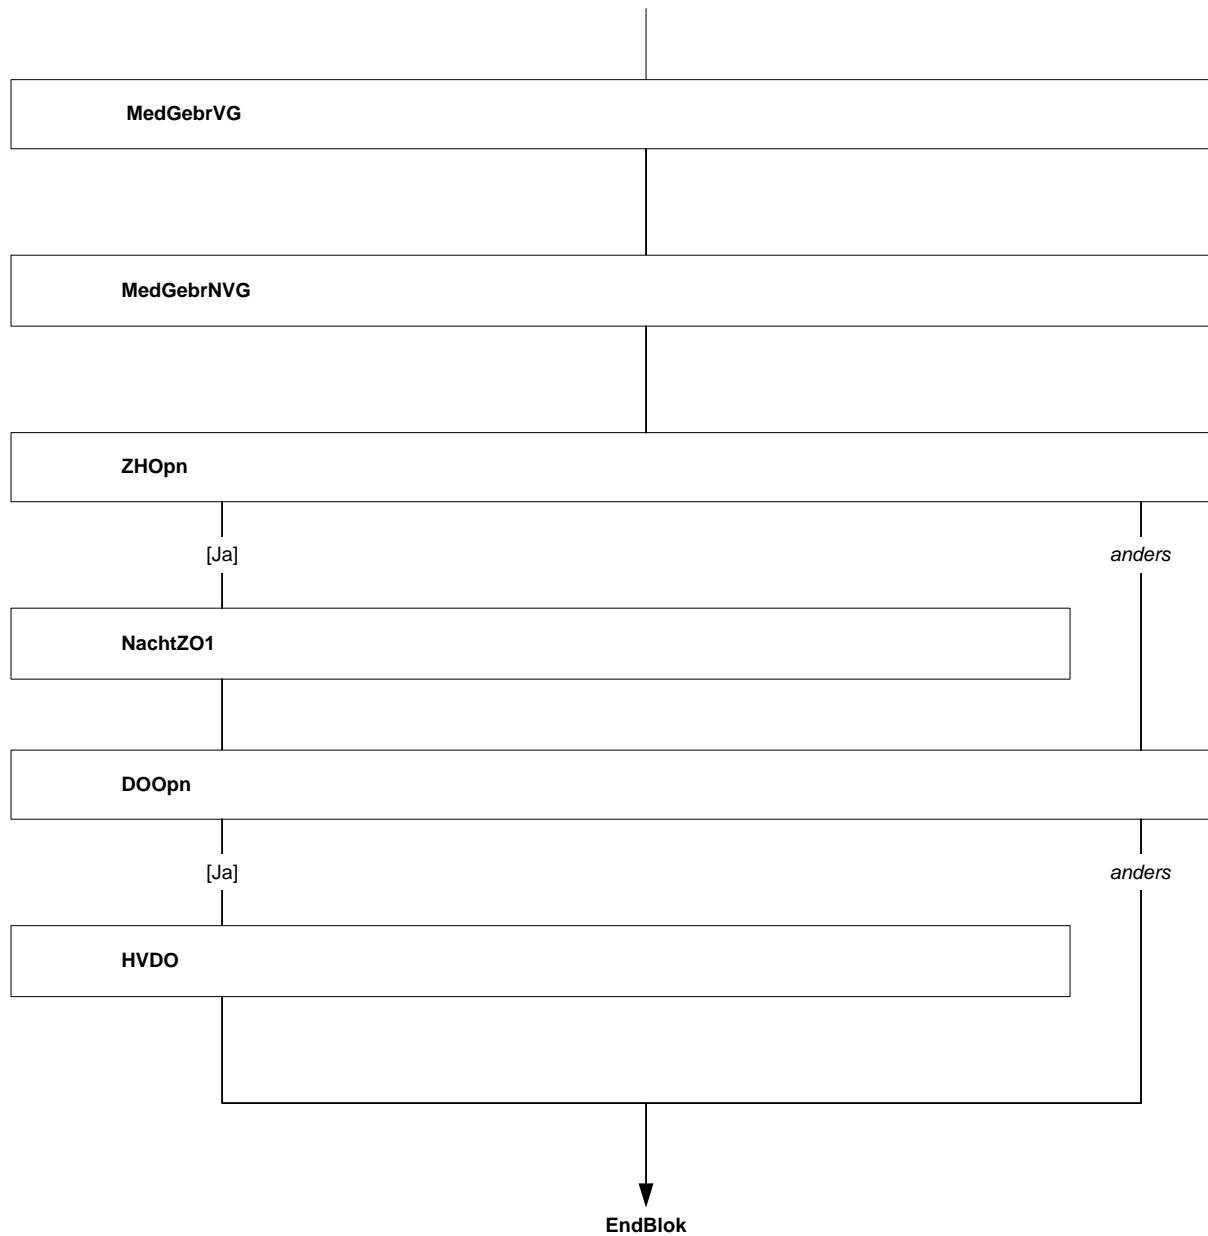 MedGebrVG
MedGebrNVG
ZHOpn
[Ja] anders
NachtZO1
DOOpn
[Ja] anders
HVDO
EndBlok